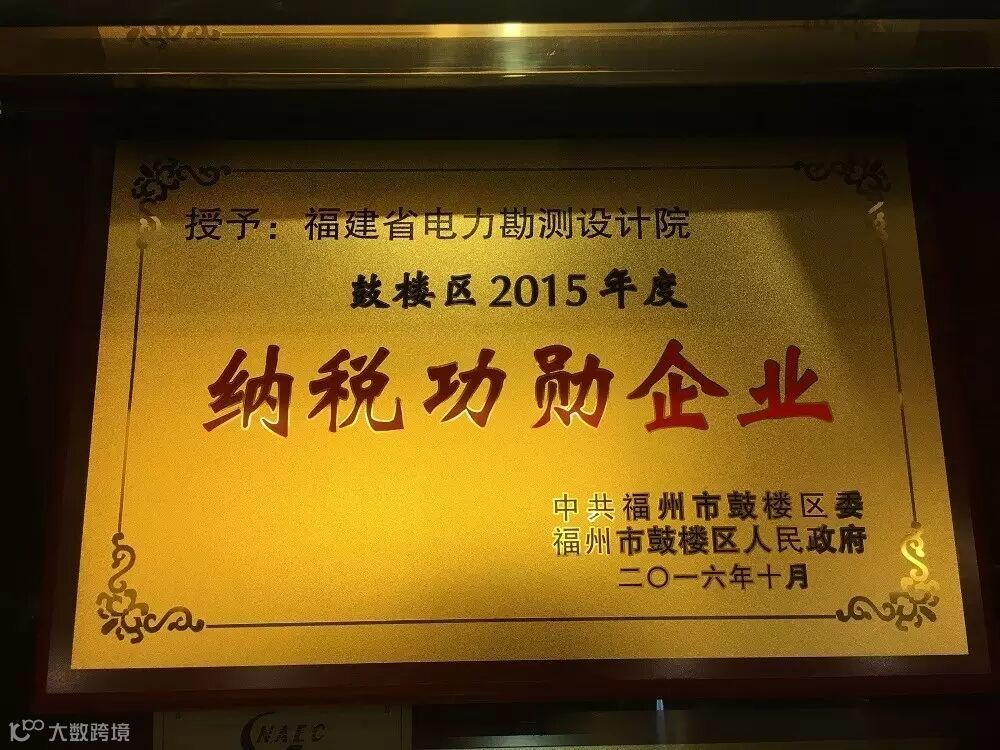 授予：福建省电力勘测设计院
鼓楼区2015年度
纳税功勋企业
中共福州市鼓楼区委
福州市鼓楼区人民政府
二〇一六年十月
NAEC
大数跨境